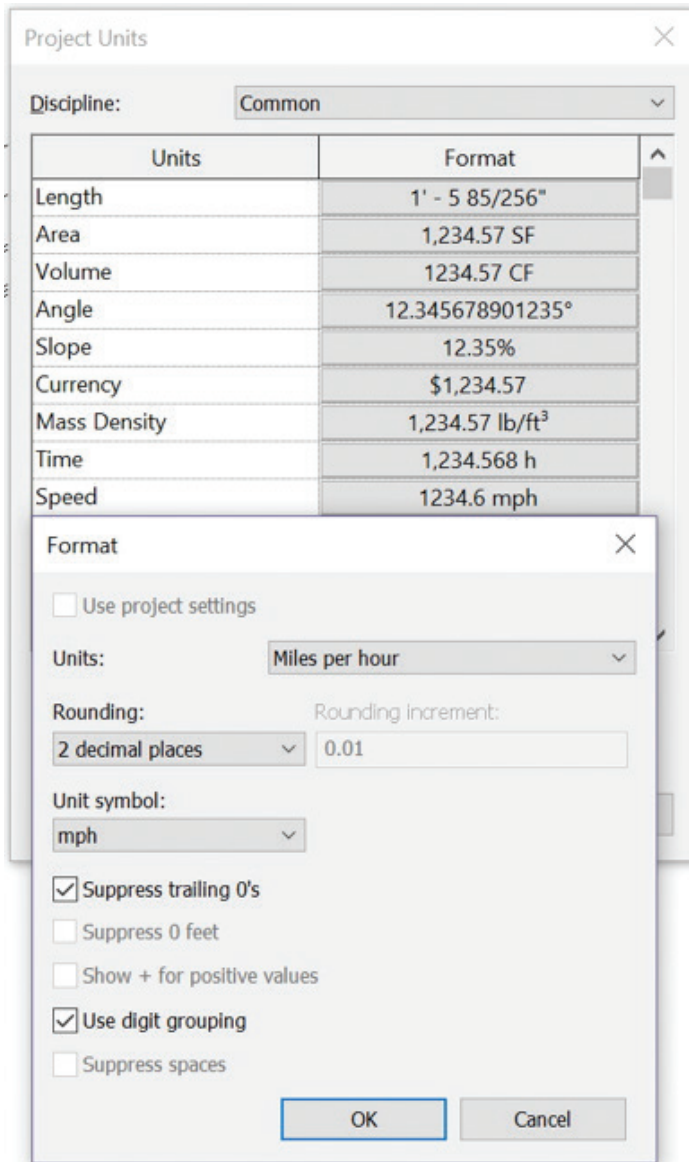 Project Units
Discipline: Common
Units Format
Length 1' - 5 85/256"
Area 1,234.57 SF
Volume 1234.57 CF
Angle 12.345678901235°
Slope 12.35%
Currency $1,234.57
Mass Density 1,234.57 lb/ft³
Time 1,234.568 h
Speed 1234.6 mph
Format
Use project settings
Units: Miles per hour
Rounding: Rounding increment:
2 decimal places 0.01
Unit symbol:
mph
Suppress trailing 0's
Suppress 0 feet
Show + for positive values
Use digit grouping
Suppress spaces
OK Cancel